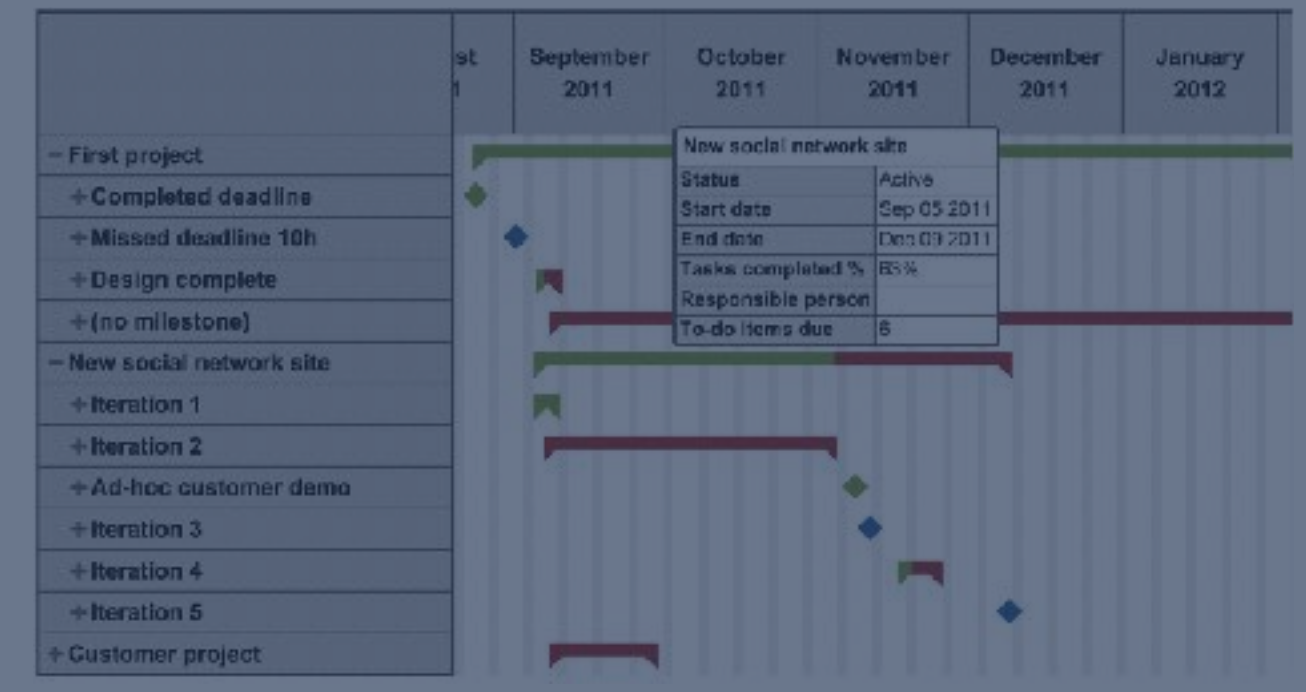 st September October November December January
1 2011 2011 2011 2011 2012
− First project
+ Completed deadline
+ Missed deadline 10h
+ Design complete
+ (no milestone)
− New social network site
+ Iteration 1
+ Iteration 2
+ Ad-hoc customer demo
+ Iteration 3
+ Iteration 4
+ Iteration 5
+ Customer project
New social network site
Status Active
Start date Sep 05 2011
End date Dec 09 2011
Tasks completed %
Responsible person
To-do items due 6